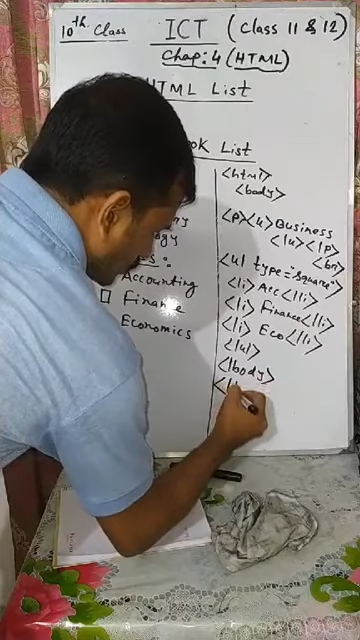 10th Class
ICT (Class 11 & 12)
Chap: 4 (HTML)
HTML List
List
Accounting
Finance
Economics
<html>
<body>
<p><u> Business
</u></p>
<br>
<ul type="square">
<li> Acc </li>
<li> Finance </li>
<li> Eco </li>
</ul>
</body>
</